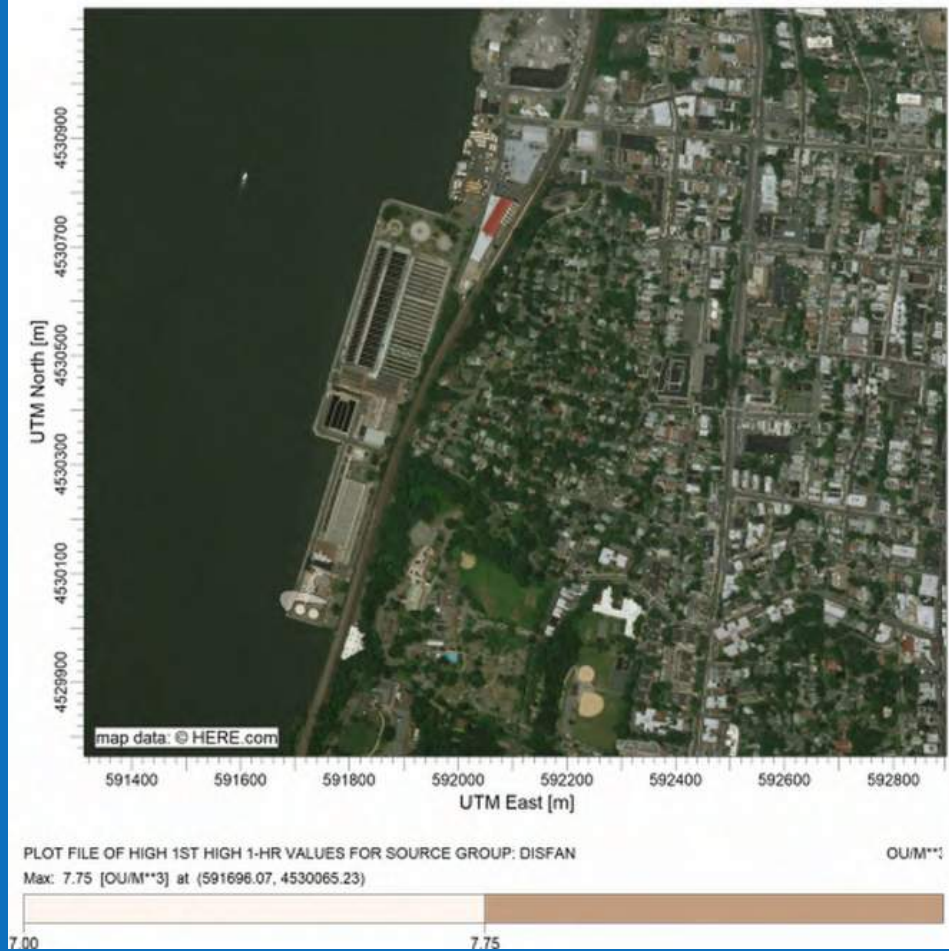 4530900
4530700
4530500
4530300
4530100
4529900
UTM North [m]
map data: © HERE.com
591400 591600 591800 592000 592200 592400 592600 592800
UTM East [m]
PLOT FILE OF HIGH 1ST HIGH 1-HR VALUES FOR SOURCE GROUP: DISFAN
OU/M**3
Max: 7.75 [OU/M**3] at (591696.07, 4530065.23)
7.00 7.75